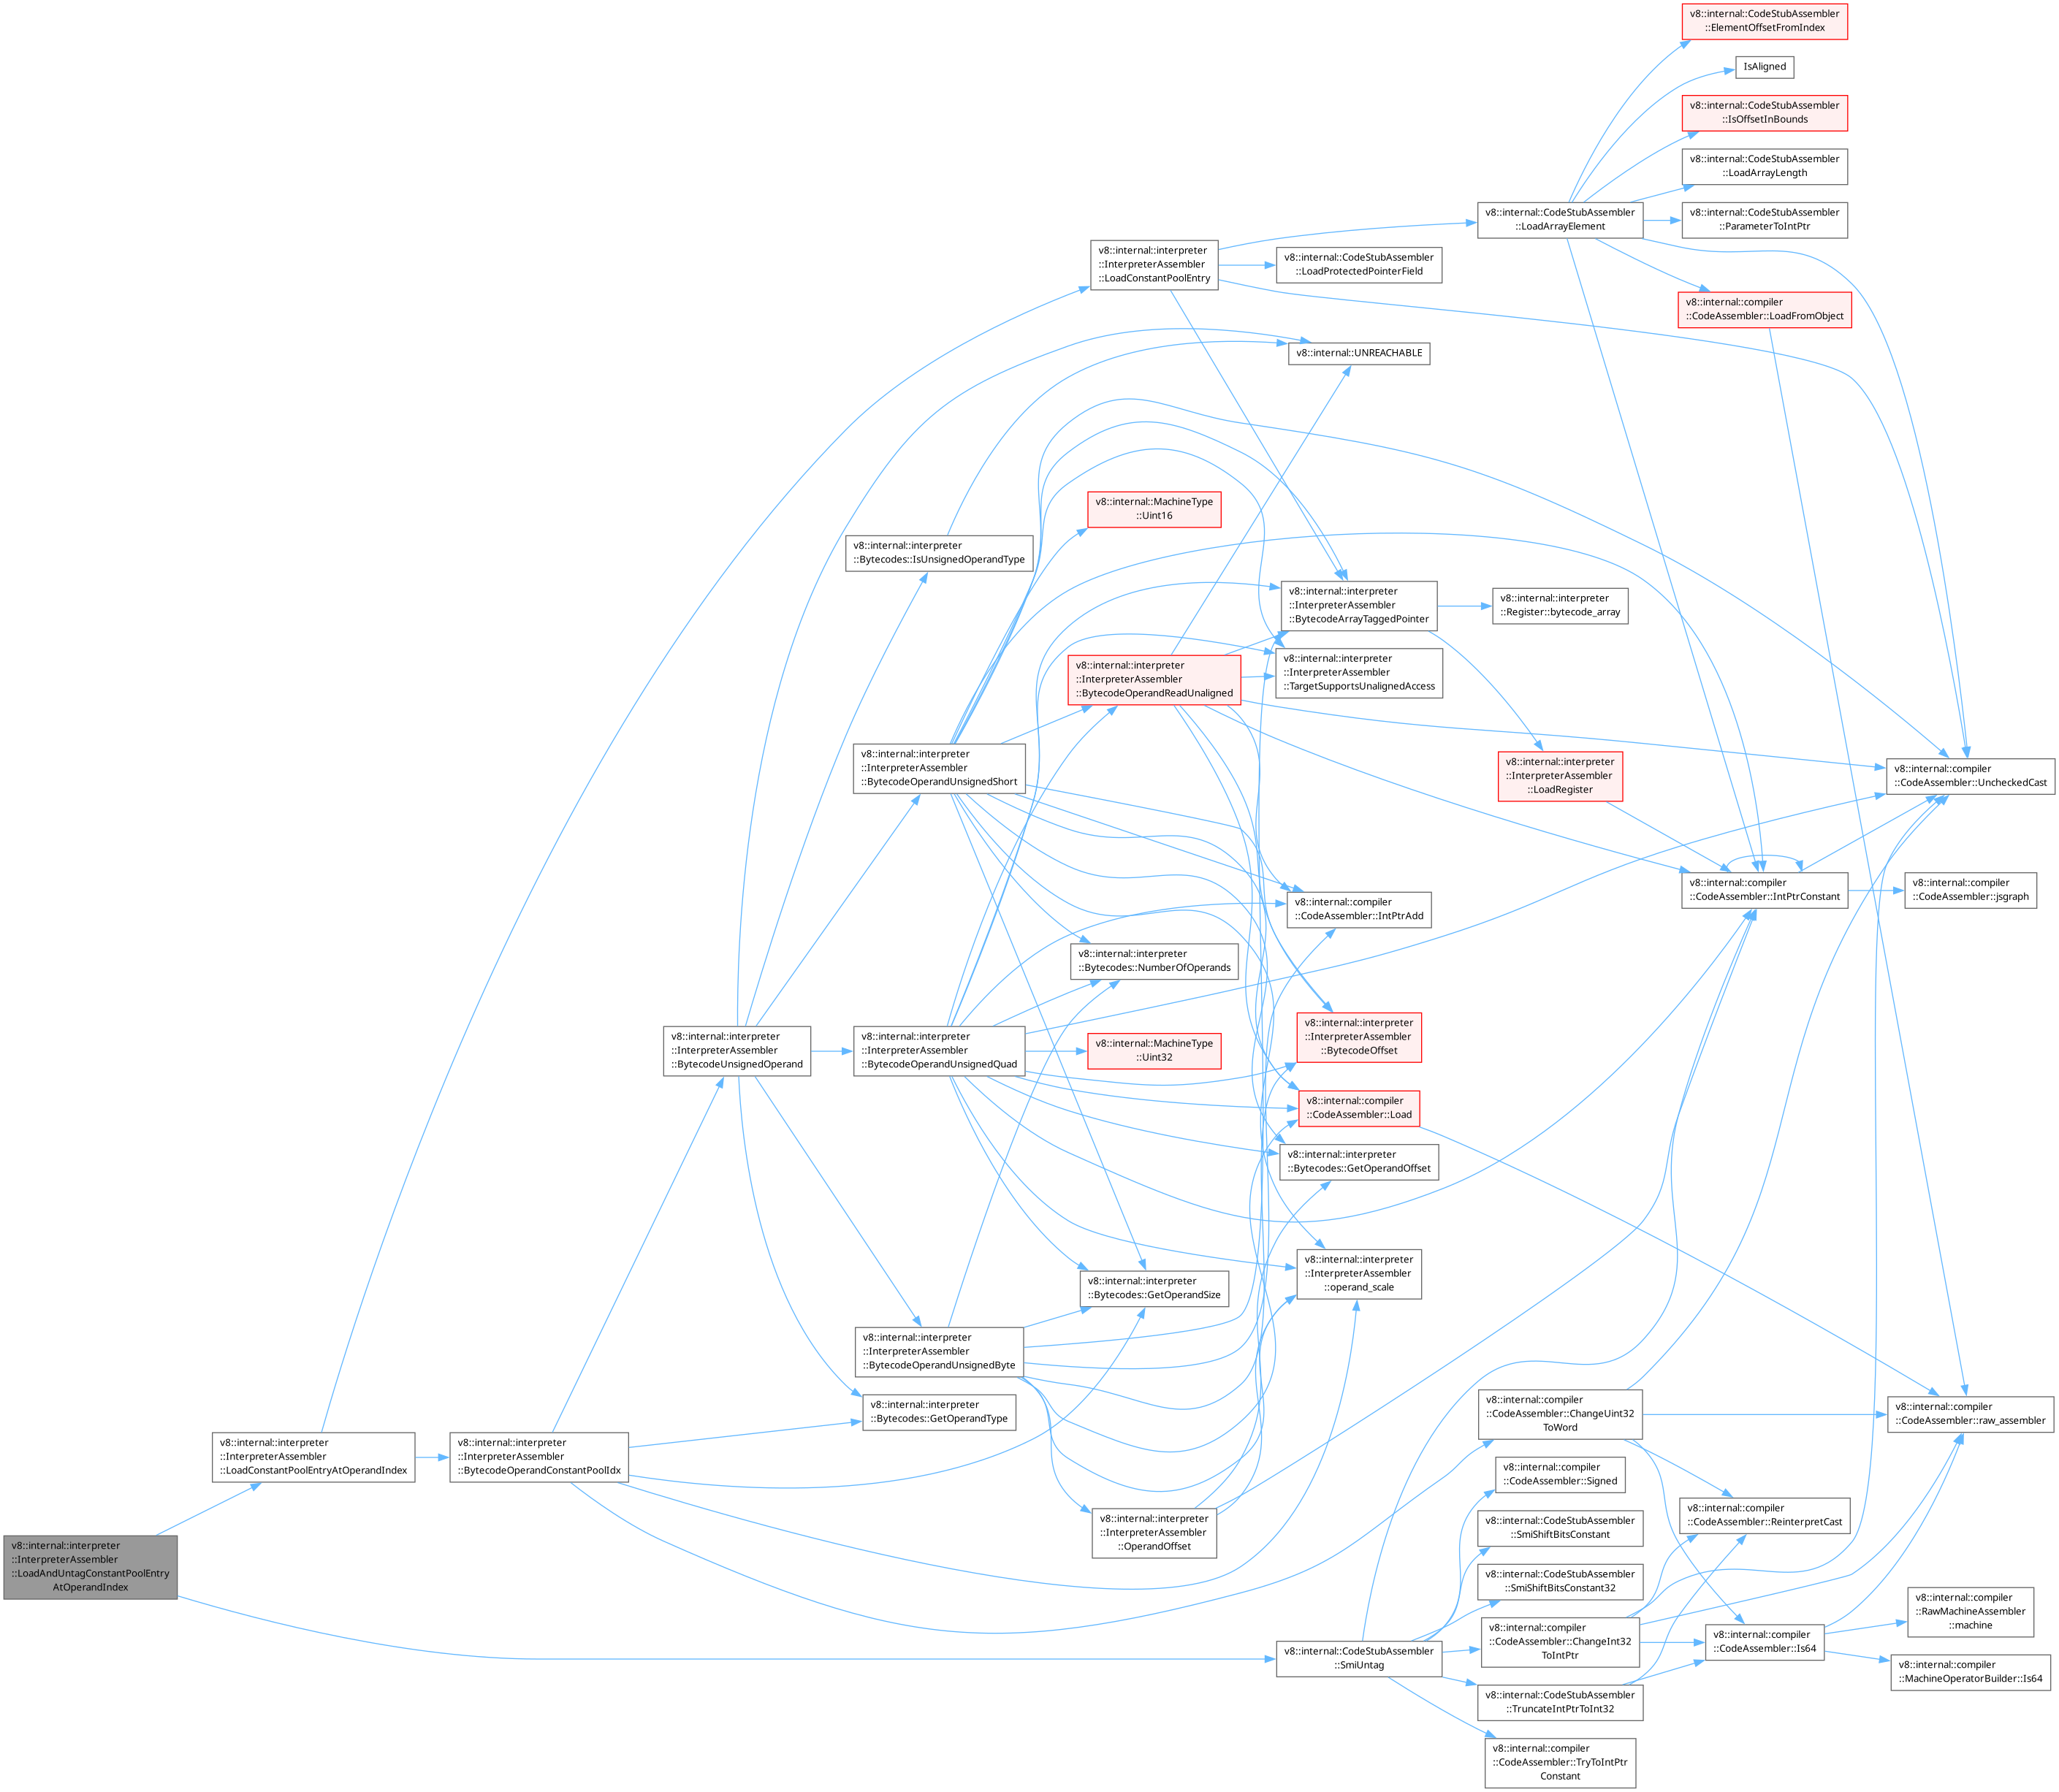 v8::internal::CodeStubAssembler
::ElementOffsetFromIndex
IsAligned
v8::internal::CodeStubAssembler
::IsOffsetInBounds
v8::internal::CodeStubAssembler
::LoadArrayLength
v8::internal::CodeStubAssembler
::LoadArrayElement
v8::internal::CodeStubAssembler
::ParameterToIntPtr
v8::internal::interpreter
::InterpreterAssembler
::LoadConstantPoolEntry
v8::internal::CodeStubAssembler
::LoadProtectedPointerField
v8::internal::compiler
::CodeAssembler::LoadFromObject
v8::internal::UNREACHABLE
v8::internal::MachineType
::Uint16
v8::internal::interpreter
::Bytecodes::IsUnsignedOperandType
v8::internal::interpreter
::InterpreterAssembler
::BytecodeArrayTaggedPointer
v8::internal::interpreter
::Register::bytecode_array
v8::internal::interpreter
::InterpreterAssembler
::BytecodeOperandReadUnaligned
v8::internal::interpreter
::InterpreterAssembler
::TargetSupportsUnalignedAccess
v8::internal::interpreter
::InterpreterAssembler
::BytecodeOperandUnsignedShort
v8::internal::interpreter
::InterpreterAssembler
::LoadRegister
v8::internal::compiler
::CodeAssembler::UncheckedCast
v8::internal::compiler
::CodeAssembler::IntPtrConstant
v8::internal::compiler
::CodeAssembler::jsgraph
v8::internal::compiler
::CodeAssembler::IntPtrAdd
v8::internal::interpreter
::Bytecodes::NumberOfOperands
v8::internal::interpreter
::InterpreterAssembler
::BytecodeUnsignedOperand
v8::internal::interpreter
::InterpreterAssembler
::BytecodeOperandUnsignedQuad
v8::internal::MachineType
::Uint32
v8::internal::interpreter
::InterpreterAssembler
::BytecodeOffset
v8::internal::compiler
::CodeAssembler::Load
v8::internal::interpreter
::Bytecodes::GetOperandOffset
v8::internal::interpreter
::Bytecodes::GetOperandSize
v8::internal::interpreter
::InterpreterAssembler
::operand_scale
v8::internal::interpreter
::InterpreterAssembler
::BytecodeOperandUnsignedByte
v8::internal::interpreter
::Bytecodes::GetOperandType
v8::internal::compiler
::CodeAssembler::ChangeUint32
ToWord
v8::internal::compiler
::CodeAssembler::raw_assembler
v8::internal::interpreter
::InterpreterAssembler
::LoadConstantPoolEntryAtOperandIndex
v8::internal::interpreter
::InterpreterAssembler
::BytecodeOperandConstantPoolIdx
v8::internal::compiler
::CodeAssembler::Signed
v8::internal::interpreter
::InterpreterAssembler
::OperandOffset
v8::internal::CodeStubAssembler
::SmiShiftBitsConstant
v8::internal::compiler
::CodeAssembler::ReinterpretCast
v8::internal::interpreter
::InterpreterAssembler
::LoadAndUntagConstantPoolEntry
AtOperandIndex
v8::internal::CodeStubAssembler
::SmiShiftBitsConstant32
v8::internal::compiler
::RawMachineAssembler
::machine
v8::internal::CodeStubAssembler
::SmiUntag
v8::internal::compiler
::CodeAssembler::ChangeInt32
ToIntPtr
v8::internal::compiler
::CodeAssembler::Is64
v8::internal::compiler
::MachineOperatorBuilder::Is64
v8::internal::CodeStubAssembler
::TruncateIntPtrToInt32
v8::internal::compiler
::CodeAssembler::TryToIntPtr
Constant